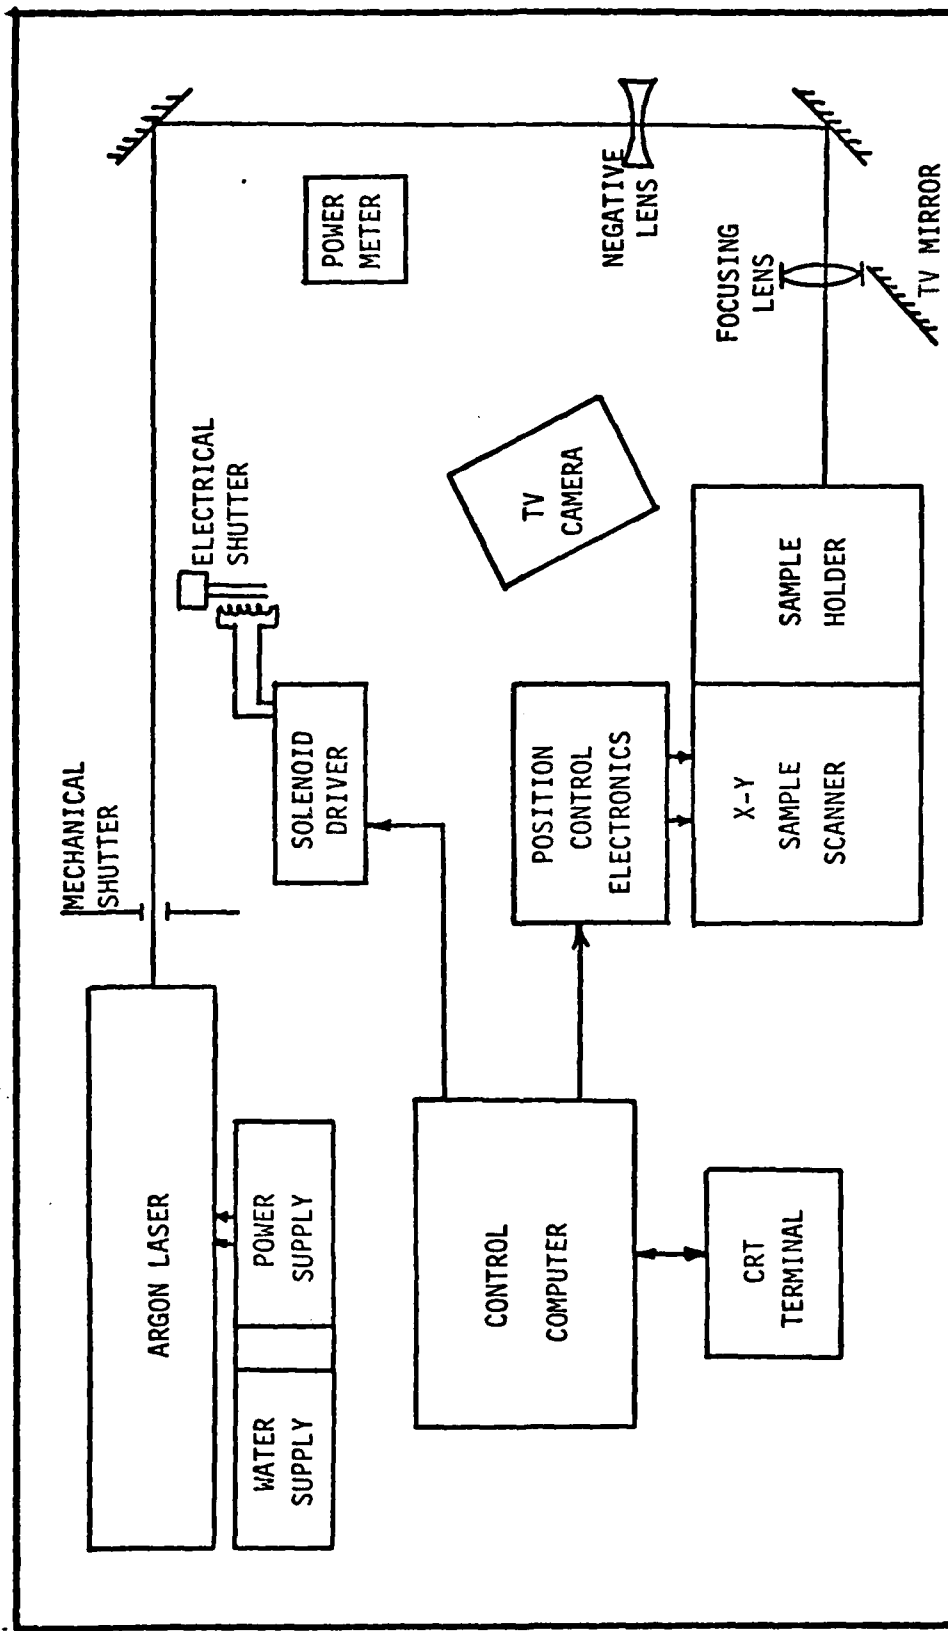 MECHANICAL
SHUTTER
ELECTRICAL
SHUTTER
ARGON LASER
WATER
SUPPLY
POWER
SUPPLY
SOLENOID
DRIVER
POWER
METER
CONTROL
COMPUTER
POSITION
CONTROL
ELECTRONICS
TV
CAMERA
NEGATIVE
LENS
CRT
TERMINAL
X-Y
SAMPLE
SCANNER
SAMPLE
HOLDER
FOCUSING
LENS
TV MIRROR